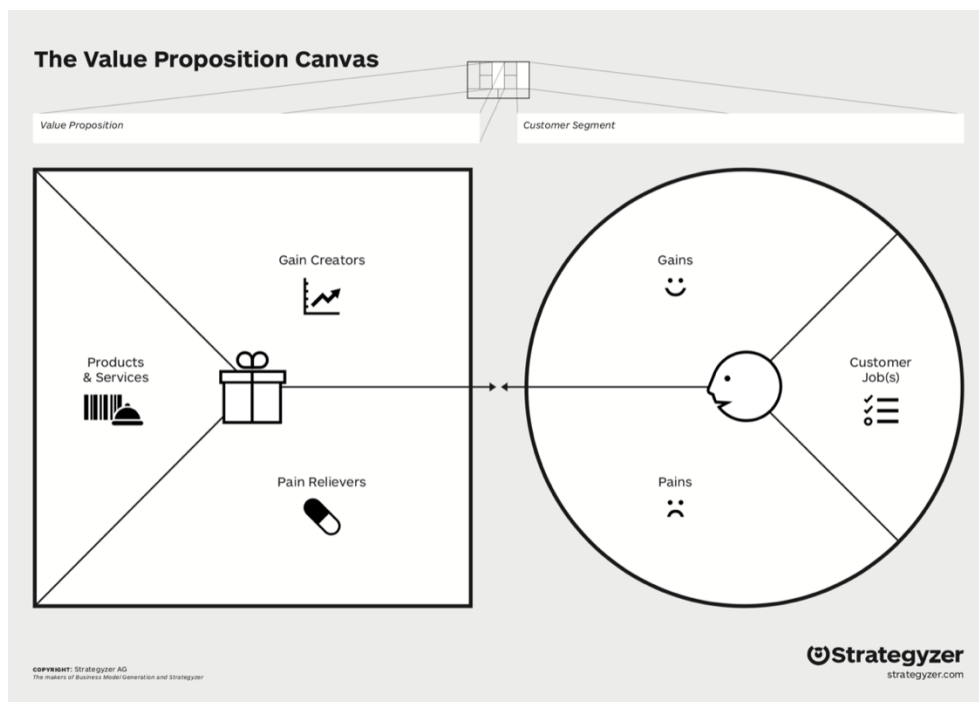 The Value Proposition Canvas
Value Proposition
Customer Segment
Gain Creators
Products
& Services
Pain Relievers
Gains
Customer
Job(s)
Pains
COPYRIGHT: Strategyzer AG
The makers of Business Model Generation and Strategyzer
Strategyzer
strategyzer.com